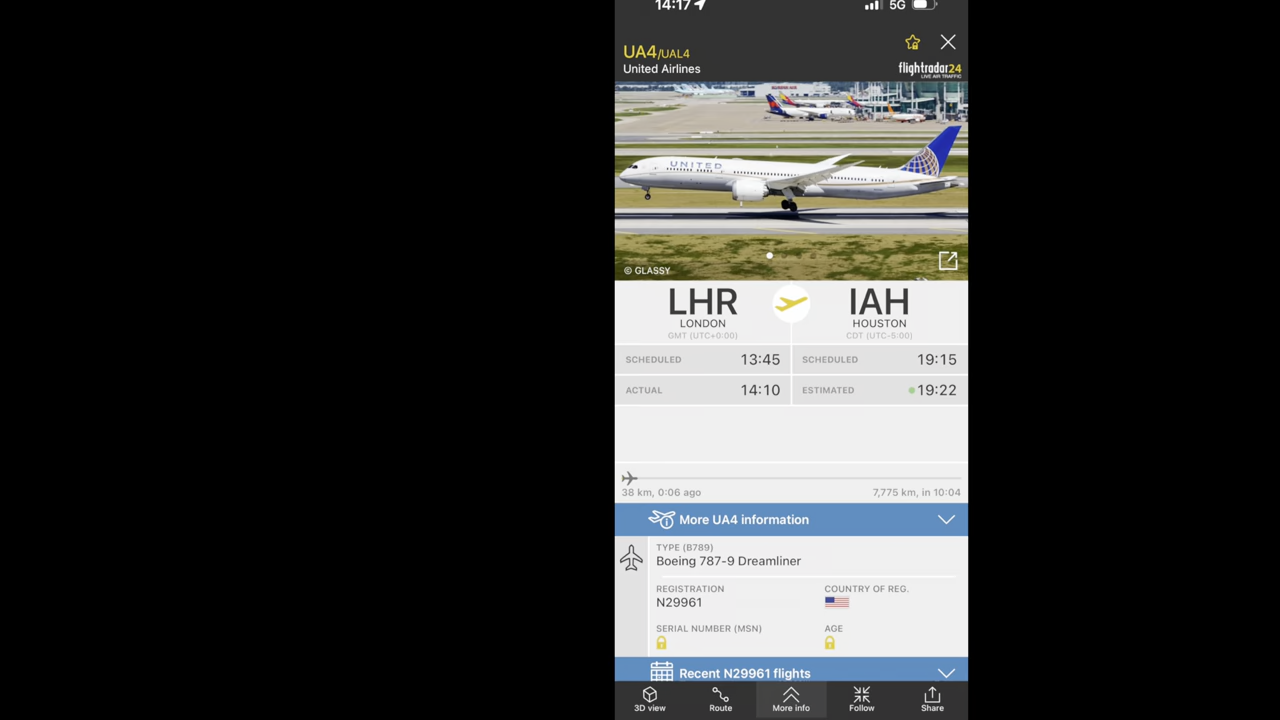 14:17
5G
UA4/UAL4
United Airlines
flightradar24
LIVE AIR TRAFFIC
UNITED
© GLASSY
LHR
LONDON
GMT (UTC+0:00)
IAH
HOUSTON
CDT (UTC-5:00)
SCHEDULED 13:45
SCHEDULED 19:15
ACTUAL 14:10
ESTIMATED 19:22
38 km, 0:06 ago
7,775 km, in 10:04
More UA4 information
TYPE (B789)
Boeing 787-9 Dreamliner
REGISTRATION
N29961
COUNTRY OF REG.
SERIAL NUMBER (MSN)
AGE
Recent N29961 flights
3D view
Route
More info
Follow
Share